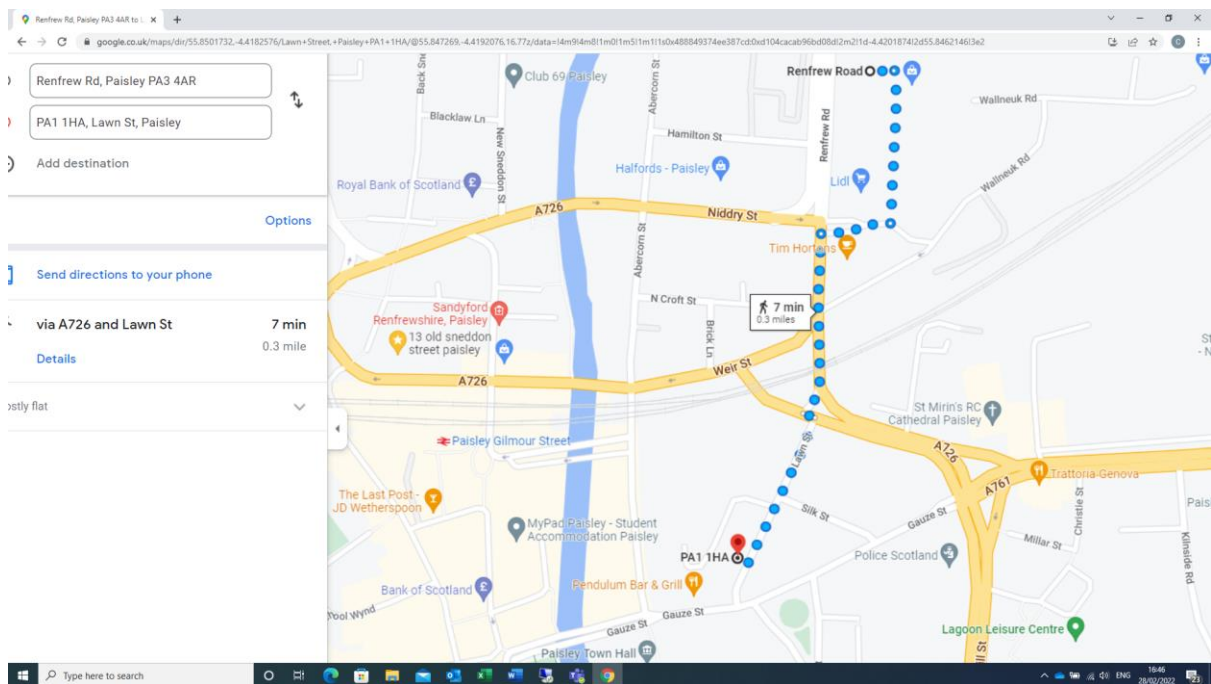 Renfrew Rd, Paisley PA3 4AR to L
google.co.uk/maps/dir/55.8501732,-4.4182576/Lawn+Street,+Paisley+PA1+1HA/@55.847269,-4.4192076,16.77z/data=!4m9!4m8!1m0!1m5!1m1!1s0x488849374ee387cd:0xd104cacab96bd08d!2m2!1d-4.4201874!2d55.8462146!3e2
Renfrew Rd, Paisley PA3 4AR
PA1 1HA, Lawn St, Paisley
Add destination
Options
Send directions to your phone
via A726 and Lawn St
7 min
0.3 mile
Details
ostly flat
Back Sne
Club 69 Paisley
Abercorn St
Renfrew Road
Wallneuk Rd
Blacklaw Ln
New Sneddon St
Hamilton St
Renfrew Rd
Halfords - Paisley
Lidl
Wallneuk Rd
Royal Bank of Scotland
A726
Niddry St
Tim Hortons
Abercorn St
N Croft St
7 min
0.3 miles
Sandyford
Renfrewshire, Paisley
13 old sneddon
street paisley
Brick Ln
Weir St
A726
St Mirin's RC
Cathedral Paisley
Paisley Gilmour Street
Lawn St
A726
A761
Trattoria Genova
The Last Post -
JD Wetherspoon
MyPad Paisley - Student
Accommodation Paisley
Silk St
Gauze St
Christie St
Millar St
Kilnside Rd
Pais
PA1 1HA
Police Scotland
Bank of Scotland
Pendulum Bar & Grill
ool Wynd
Gauze St
Gauze St
Lagoon Leisure Centre
Paisley Town Hall
ll St
Type here to search
ENG
16:46
28/02/2022